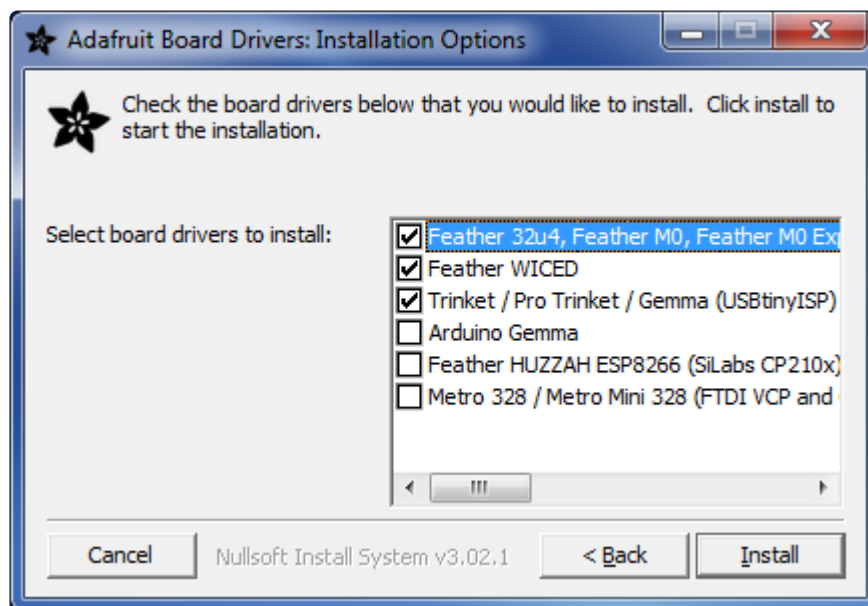 Adafruit Board Drivers: Installation Options
Check the board drivers below that you would like to install. Click install to
start the installation.
Select board drivers to install:
Feather 32u4, Feather M0, Feather M0
Feather WICED
Trinket / Pro Trinket / Gemma (USBtinyISP)
Arduino Gemma
Feather HUZZAH ESP8266 (SiLabs CP210x)
Metro 328 / Metro Mini 328 (FTDI VCP and
Cancel
Nullsoft Install System v3.02.1
< Back
Install